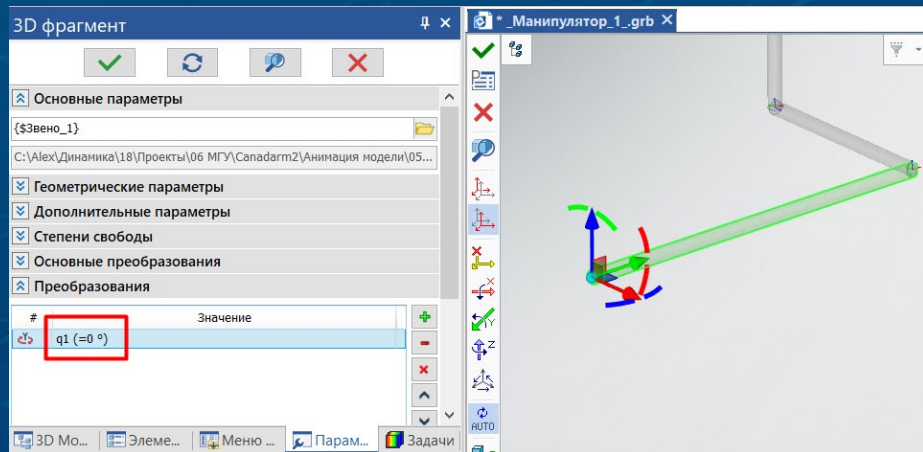 3D фрагмент
* _Манипулятор_1_.grb
Основные параметры
{$Звено_1}
C:\Alex\Динамика\18\Проекты\06 МГУ\Canadarm2\Анимация модели\05...
Геометрические параметры
Дополнительные параметры
Степени свободы
Основные преобразования
Преобразования
# Значение
q1 (=0 °)
3D Мо... Элеме... Меню ... Парам... Задачи
X
Y
Z
AUTO